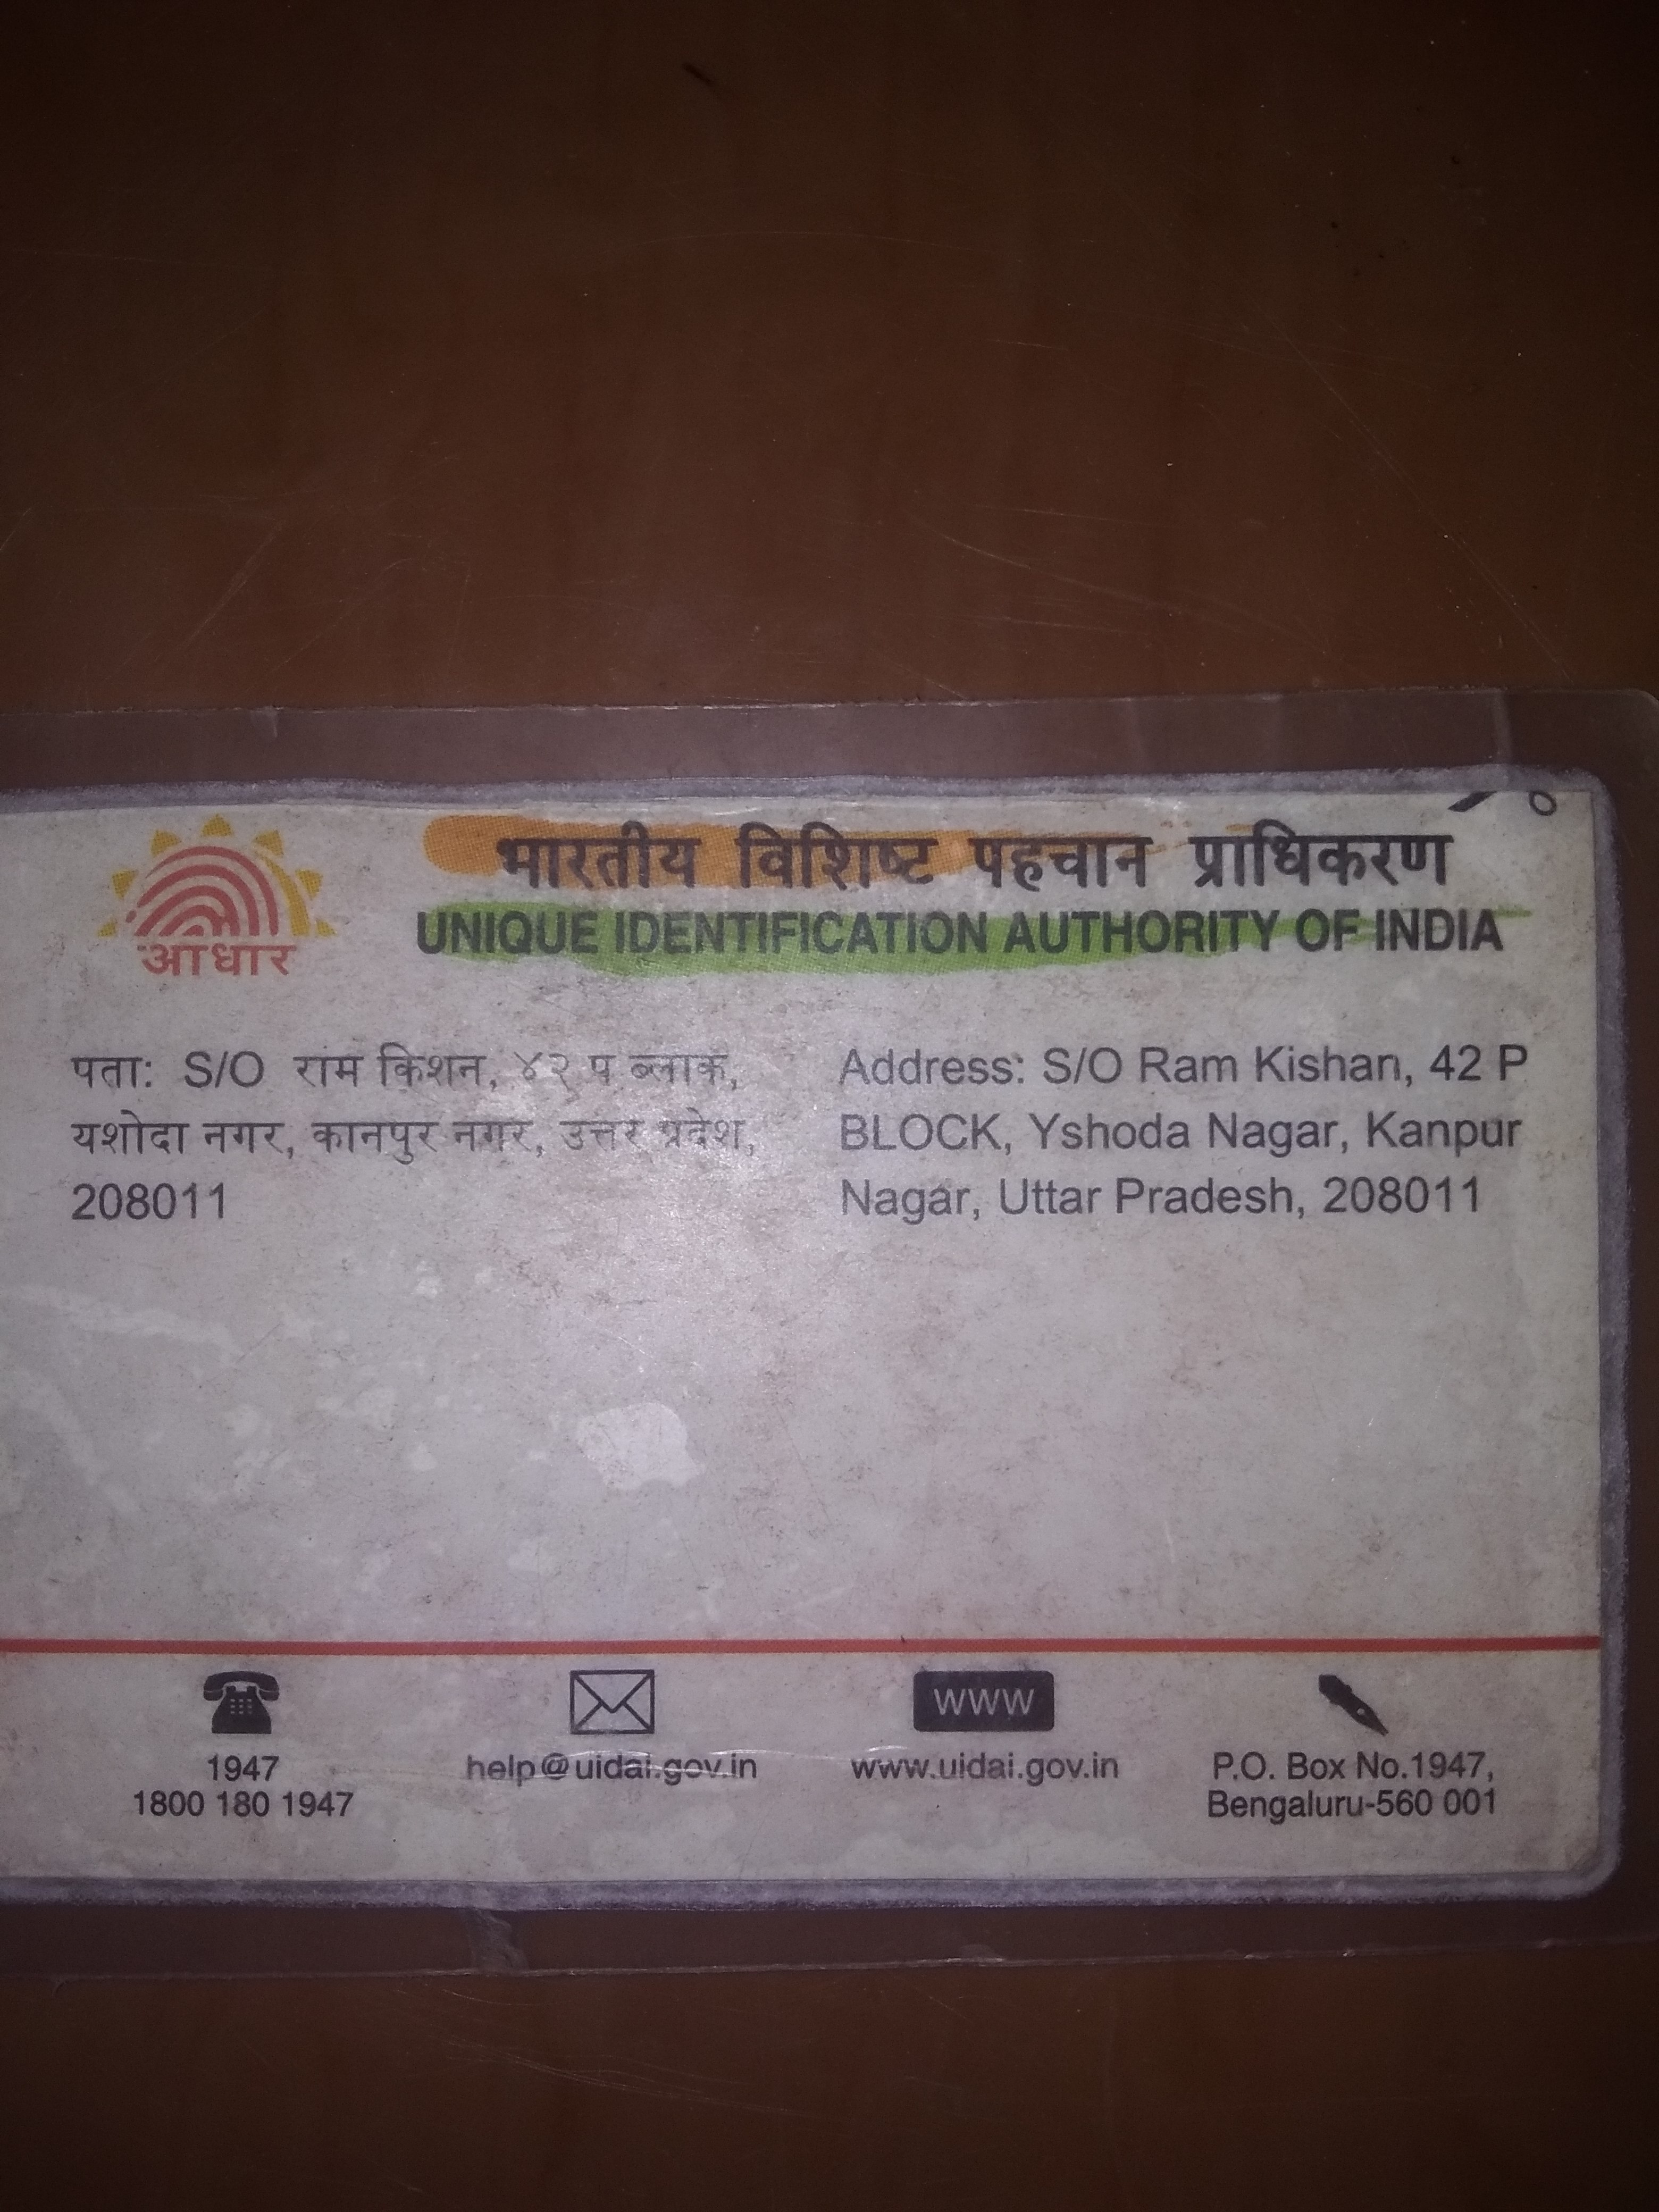 आधार
भारतीय विशिष्ट पहचान प्राधिकरण
UNIQUE IDENTIFICATION AUTHORITY OF INDIA
पता: S/O राम किशन, ४२ प ब्लाक,
यशोदा नगर, कानपुर नगर, उत्तर प्रदेश,
208011
Address: S/O Ram Kishan, 42 P
BLOCK, Yshoda Nagar, Kanpur
Nagar, Uttar Pradesh, 208011
1947
1800 180 1947
help@uidai.gov.in
WWW
www.uidai.gov.in
P.O. Box No.1947,
Bengaluru-560 001